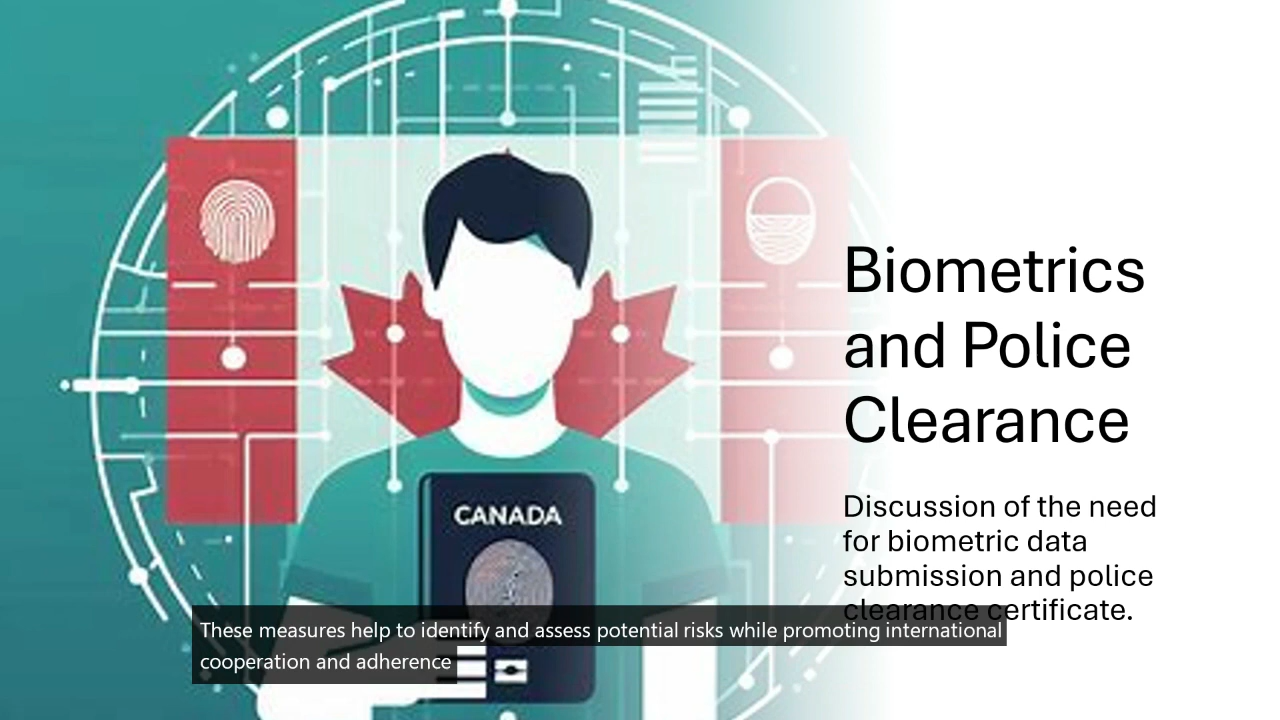 Biometrics
and Police
Clearance
Discussion of the need
for biometric data
submission and police
clearance certificate.
CANADA
These measures help to identify and assess potential risks while promoting international
cooperation and adherence